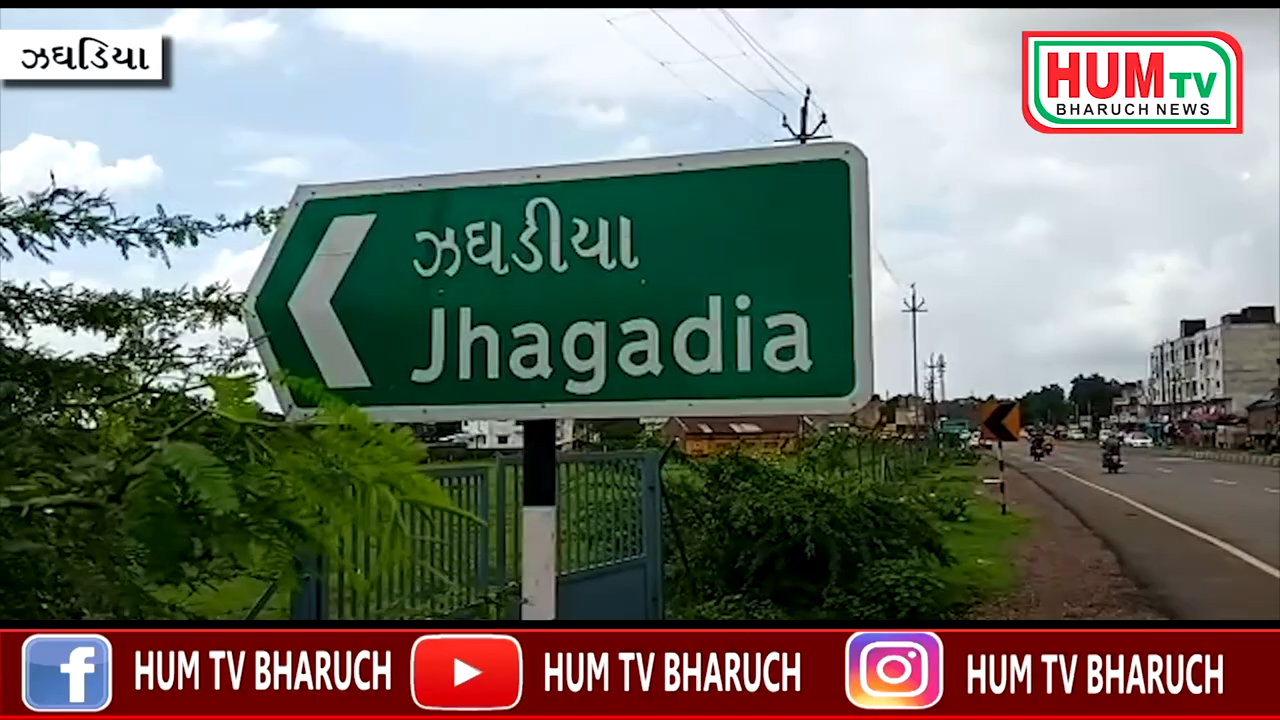 ઝઘડિયા
HUM TV
BHARUCH NEWS
ઝઘડીયા
Jhagadia
HUM TV BHARUCH
HUM TV BHARUCH
HUM TV BHARUCH